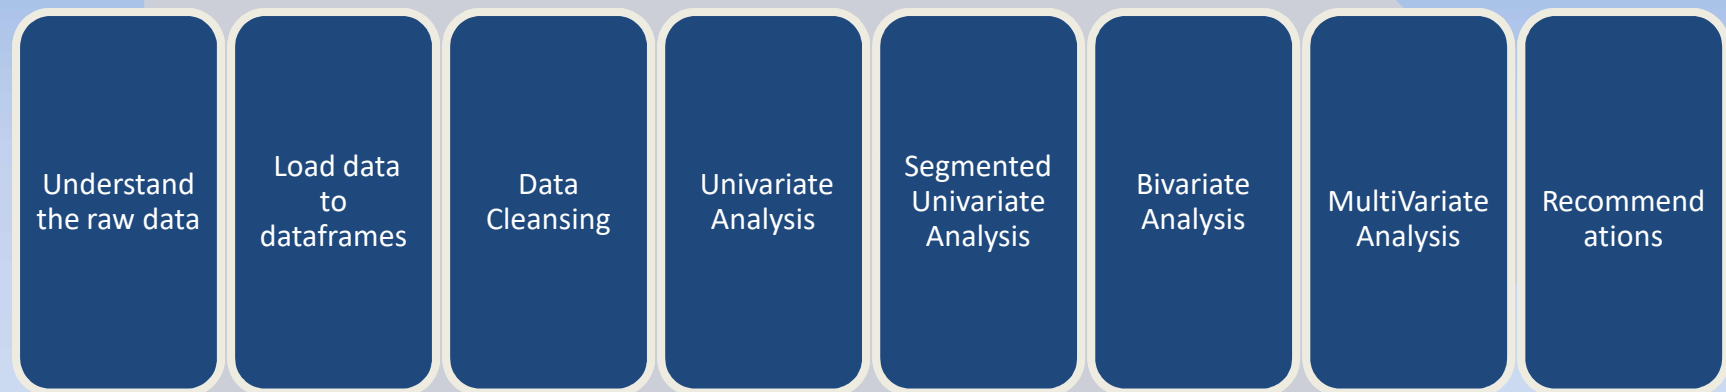 Understand
the raw data
Load data
to
dataframes
Data
Cleansing
Univariate
Analysis
Segmented
Univariate
Analysis
Bivariate
Analysis
MultiVariate
Analysis
Recommend
ations